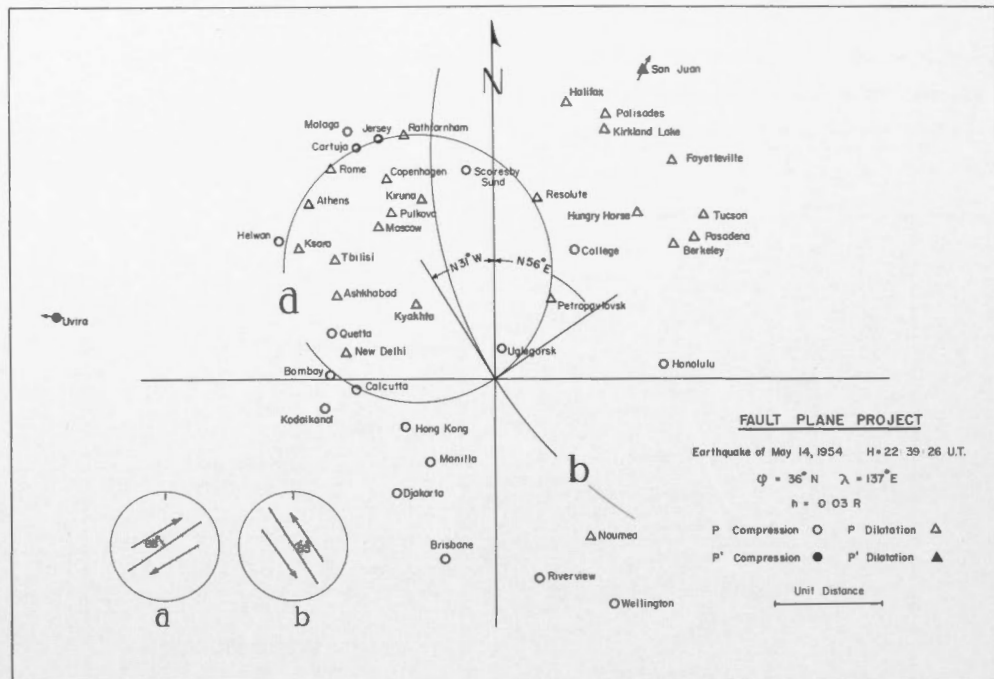 N
San Juan
Halifax
Palisades
Kirkland Lake
Fayetteville
Malaga
Jersey
Rathfarnham
Cartuja
Rome
Copenhagen
Scoresby
Sund
Kiruna
Resolute
Athens
Pulkovo
Hungry Horse
Tucson
Moscow
Helwan
Ksara
College
Pasadena
Berkeley
Tbilisi
N 31° W
N 56° E
a
Ashkhabad
Kyakhta
Petropavlovsk
Uvira
Quetta
Uglegorsk
New Delhi
Honolulu
Bombay
Calcutta
Kodaikanal
Hong Kong
b
Manilla
Djakarta
Noumea
Brisbane
Riverview
Wellington
FAULT PLANE PROJECT
Earthquake of May 14, 1954 H = 22 39 26 U.T.
φ = 36° N λ = 137° E
h = 0.03 R
P Compression P Dilatation
P' Compression P' Dilatation
Unit Distance
a
b